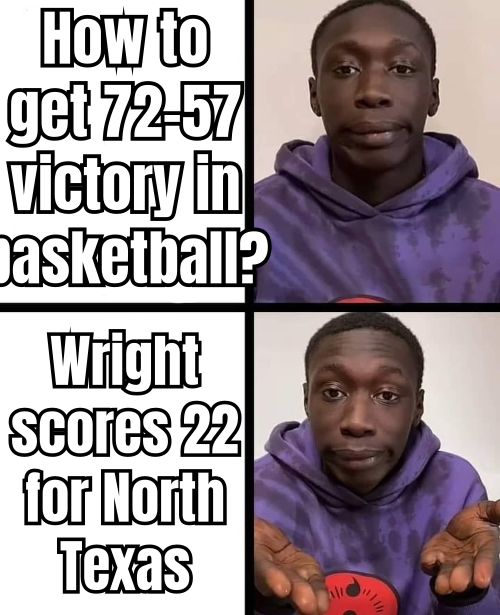 How to
get 72-57
victory in
basketball?
Wright
scores 22
for North
Texas